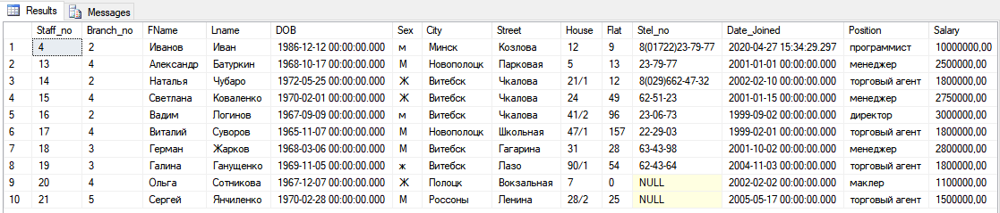 Results Messages
Staff_no Branch_no FName Lname DOB Sex City Street House Flat Stel_no Date_Joined Position Salary
1 4 2 Иванов Иван 1986-12-12 00:00:00.000 м Минск Козлова 12 9 8(01722)23-79-77 2020-04-27 15:34:29.297 программист 10000000,00
2 13 4 Александр Батуркин 1968-10-17 00:00:00.000 М Новополоцк Парковая 5 13 23-79-77 2001-01-01 00:00:00.000 менеджер 2500000,00
3 14 2 Наталья Чубаро 1972-05-25 00:00:00.000 Ж Витебск Чкалова 21/1 12 8(029)662-47-32 2002-02-10 00:00:00.000 торговый агент 1800000,00
4 15 4 Светлана Коваленко 1970-02-01 00:00:00.000 Ж Витебск Чкалова 24 49 62-51-23 2001-01-15 00:00:00.000 менеджер 2750000,00
5 16 2 Вадим Логинов 1967-09-09 00:00:00.000 м Витебск Чкалова 41/2 96 23-06-73 1999-09-02 00:00:00.000 директор 3000000,00
6 17 4 Виталий Суворов 1965-11-07 00:00:00.000 М Новополоцк Школьная 47/1 157 22-29-03 1999-02-01 00:00:00.000 торговый агент 1800000,00
7 18 3 Герман Жарков 1968-03-06 00:00:00.000 М Витебск Гагарина 31 28 63-43-98 2001-10-02 00:00:00.000 менеджер 2800000,00
8 19 3 Галина Ганущенко 1969-11-05 00:00:00.000 ж Витебск Лазо 90/1 54 62-43-64 2004-11-03 00:00:00.000 торговый агент 1800000,00
9 20 4 Ольга Сотникова 1967-12-07 00:00:00.000 Ж Полоцк Вокзальная 7 0 NULL 2002-02-02 00:00:00.000 маклер 1100000,00
10 21 5 Сергей Янчиленко 1970-02-28 00:00:00.000 М Россоны Ленина 28/2 25 NULL 2005-05-17 00:00:00.000 торговый агент 1500000,00